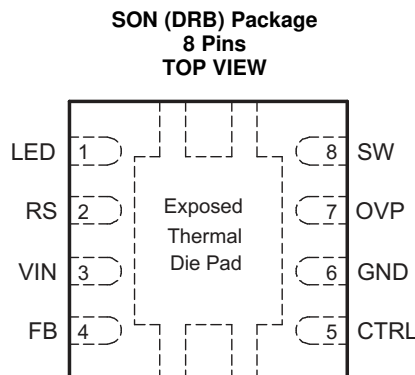 SON (DRB) Package
8 Pins
TOP VIEW
LED 1 8 SW
RS 2 Exposed 7 OVP
Thermal
VIN 3 Die Pad 6 GND
FB 4 5 CTRL